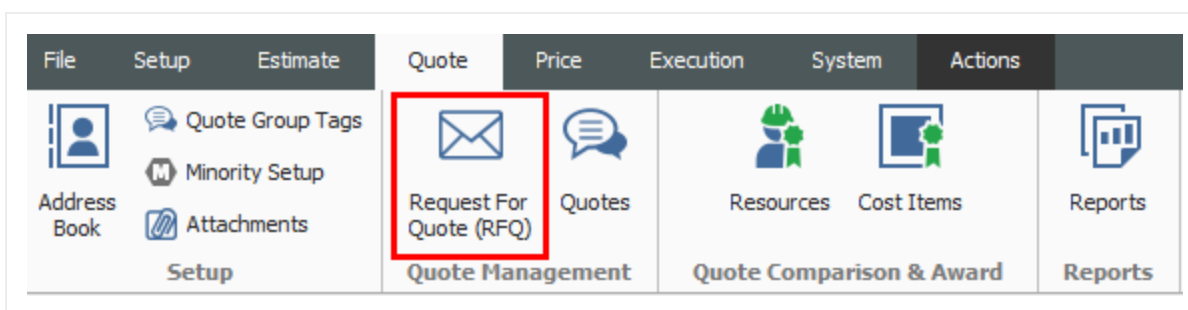 File Setup Estimate Quote Price Execution System Actions
Address
Book
Quote Group Tags
M
Minority Setup
Attachments
Setup
Request For
Quote (RFQ)
Quotes
Quote Management
Resources
Cost Items
Quote Comparison & Award
Reports
Reports